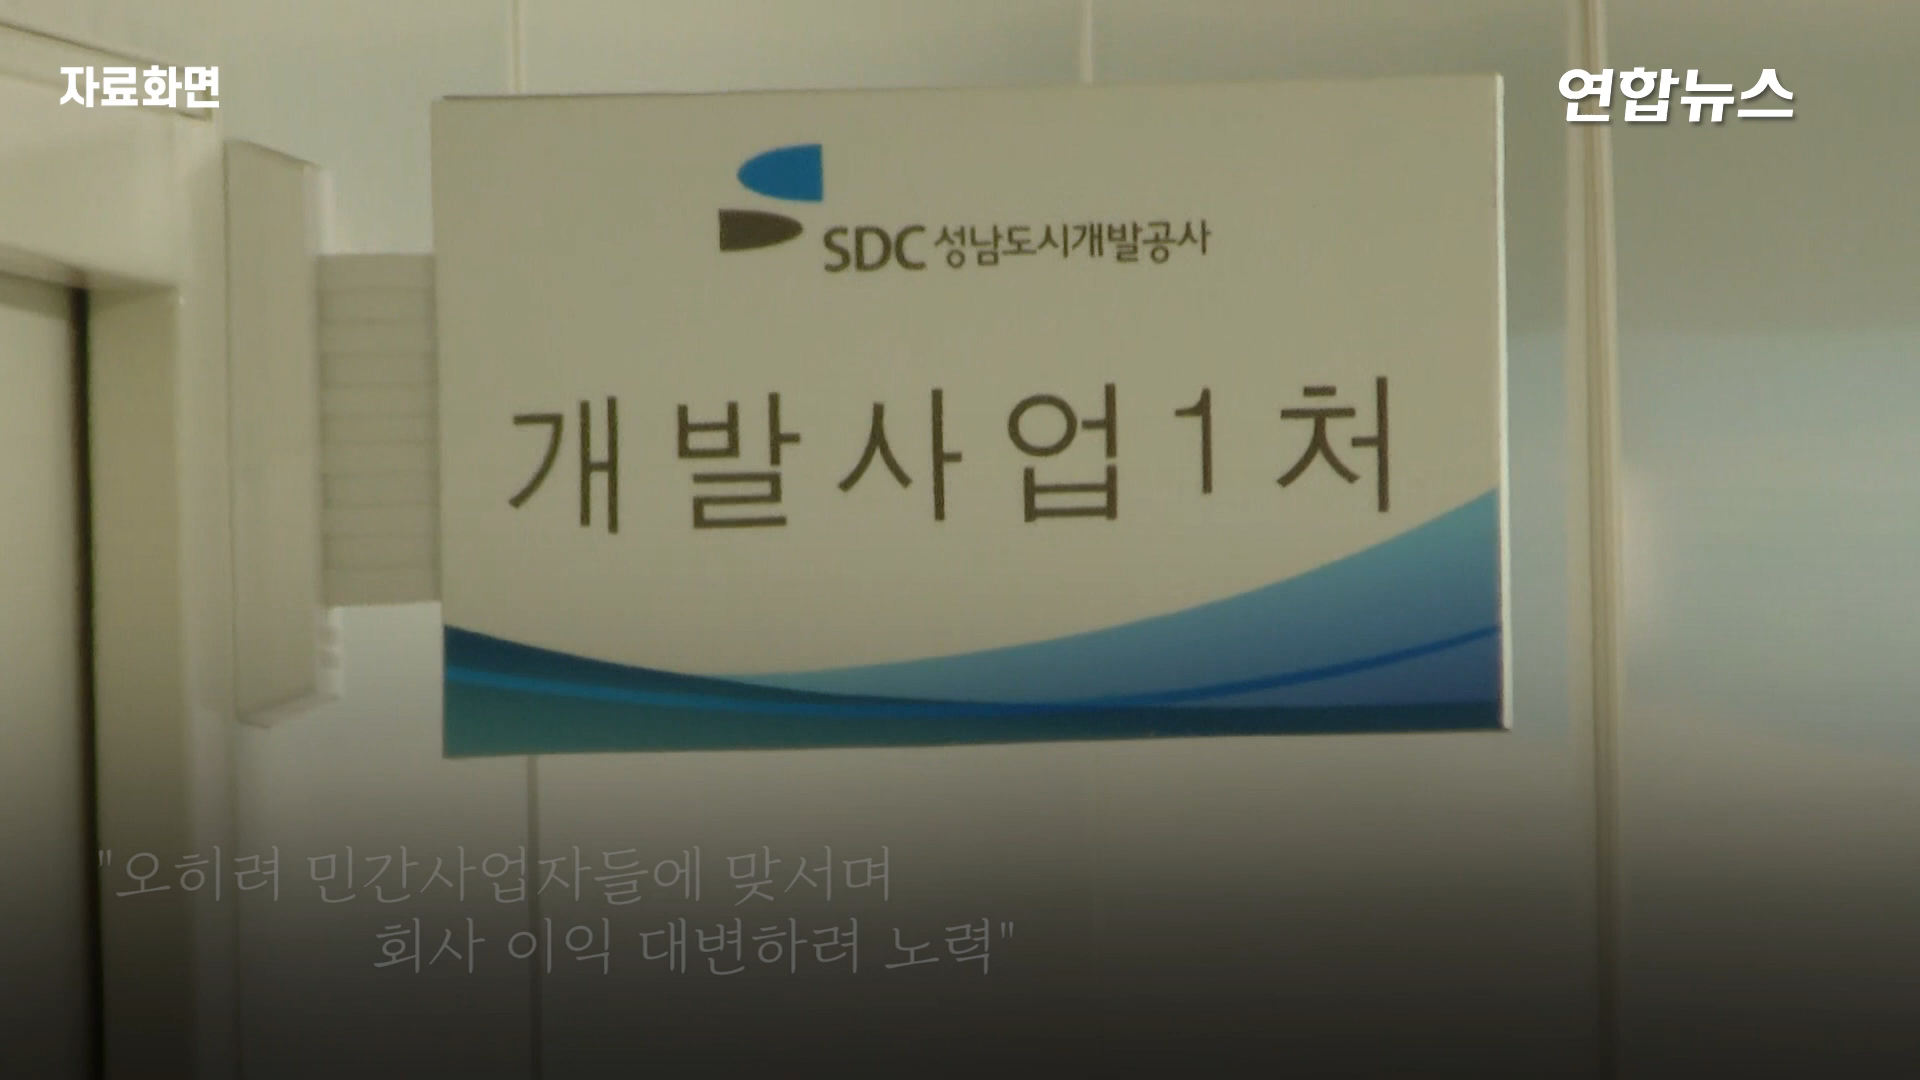 자료화면
연합뉴스
SDC 성남도시개발공사
개발사업1처
"오히려 민간사업자들에 맞서며
회사 이익 대변하려 노력"